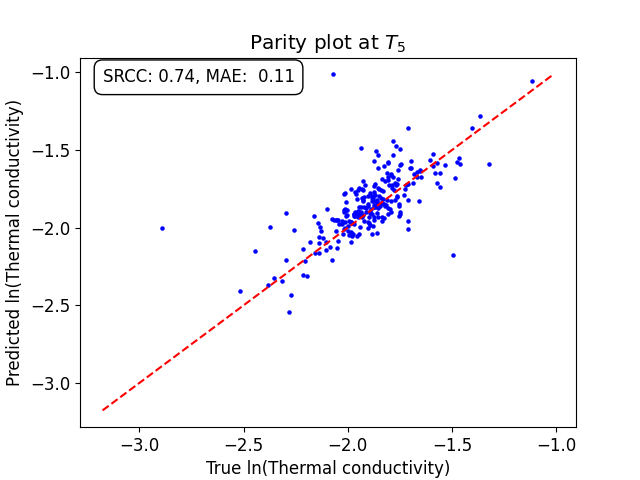 Parity plot at T5
SRCC: 0.74, MAE:  0.11
−1.0
−1.5
−2.0
−2.5
−3.0
Predicted ln(Thermal conductivity)
−3.0 −2.5 −2.0 −1.5 −1.0
True ln(Thermal conductivity)